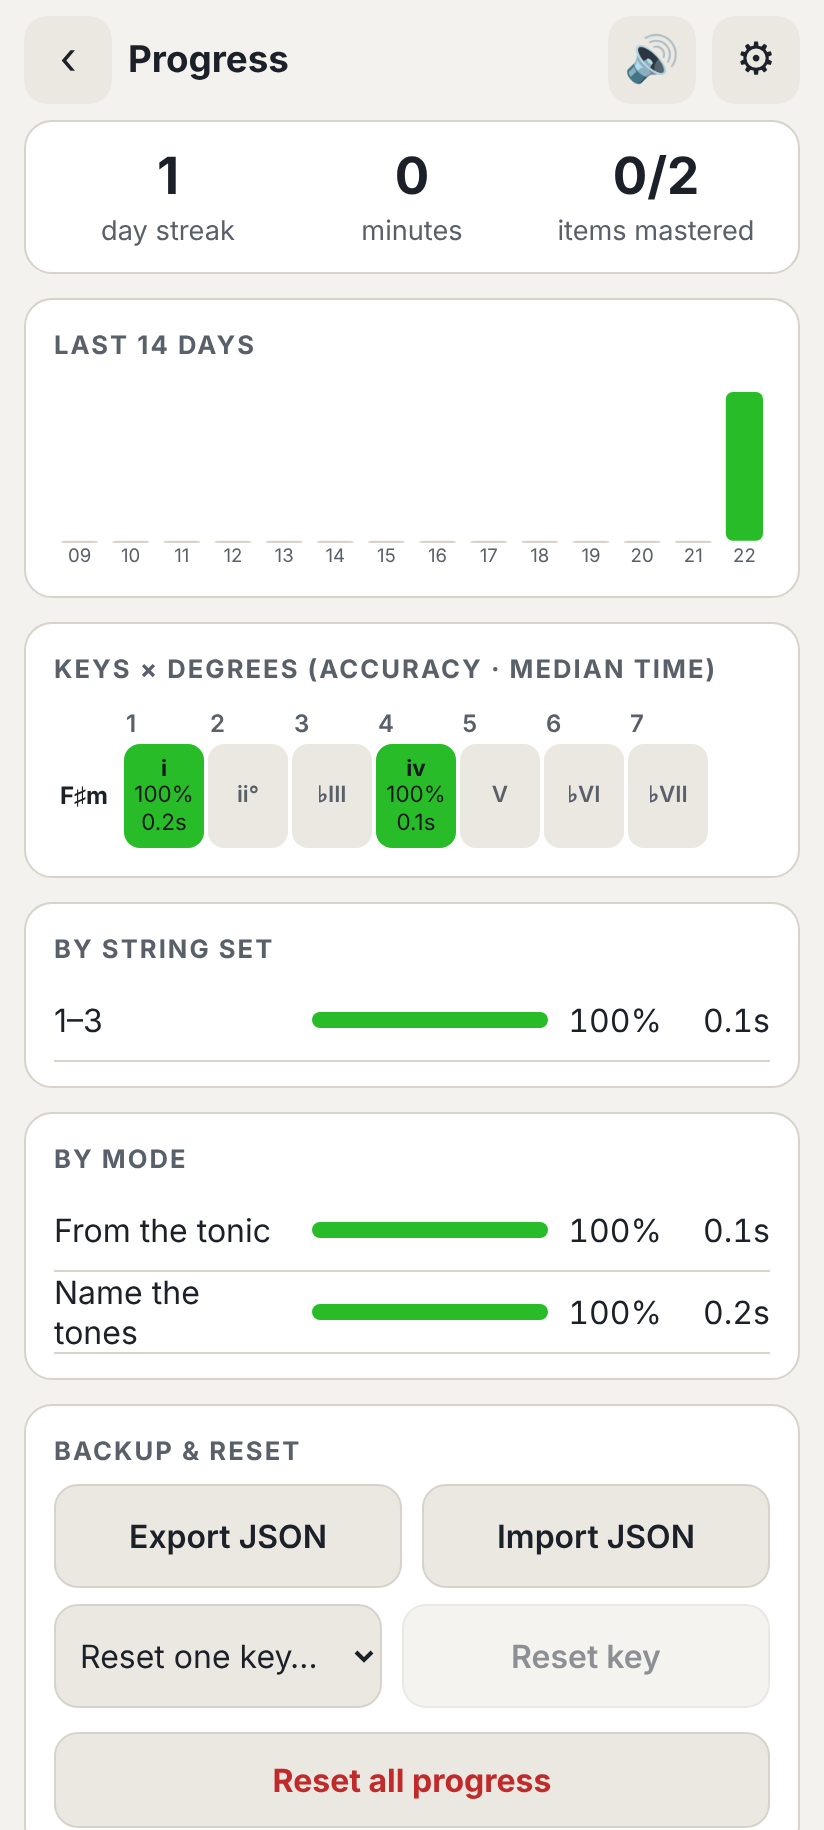 ‹ Progress 🔊 ⚙
1 0 0/2
day streak minutes items mastered
LAST 14 DAYS
09 10 11 12 13 14 15 16 17 18 19 20 21 22
KEYS × DEGREES (ACCURACY · MEDIAN TIME)
1 2 3 4 5 6 7
i iv
F♯m 100% ii° ♭III 100% V ♭VI ♭VII
0.2s 0.1s
BY STRING SET
1–3 100% 0.1s
BY MODE
From the tonic 100% 0.1s
Name the
tones 100% 0.2s
BACKUP & RESET
Export JSON Import JSON
Reset one key... Reset key
Reset all progress